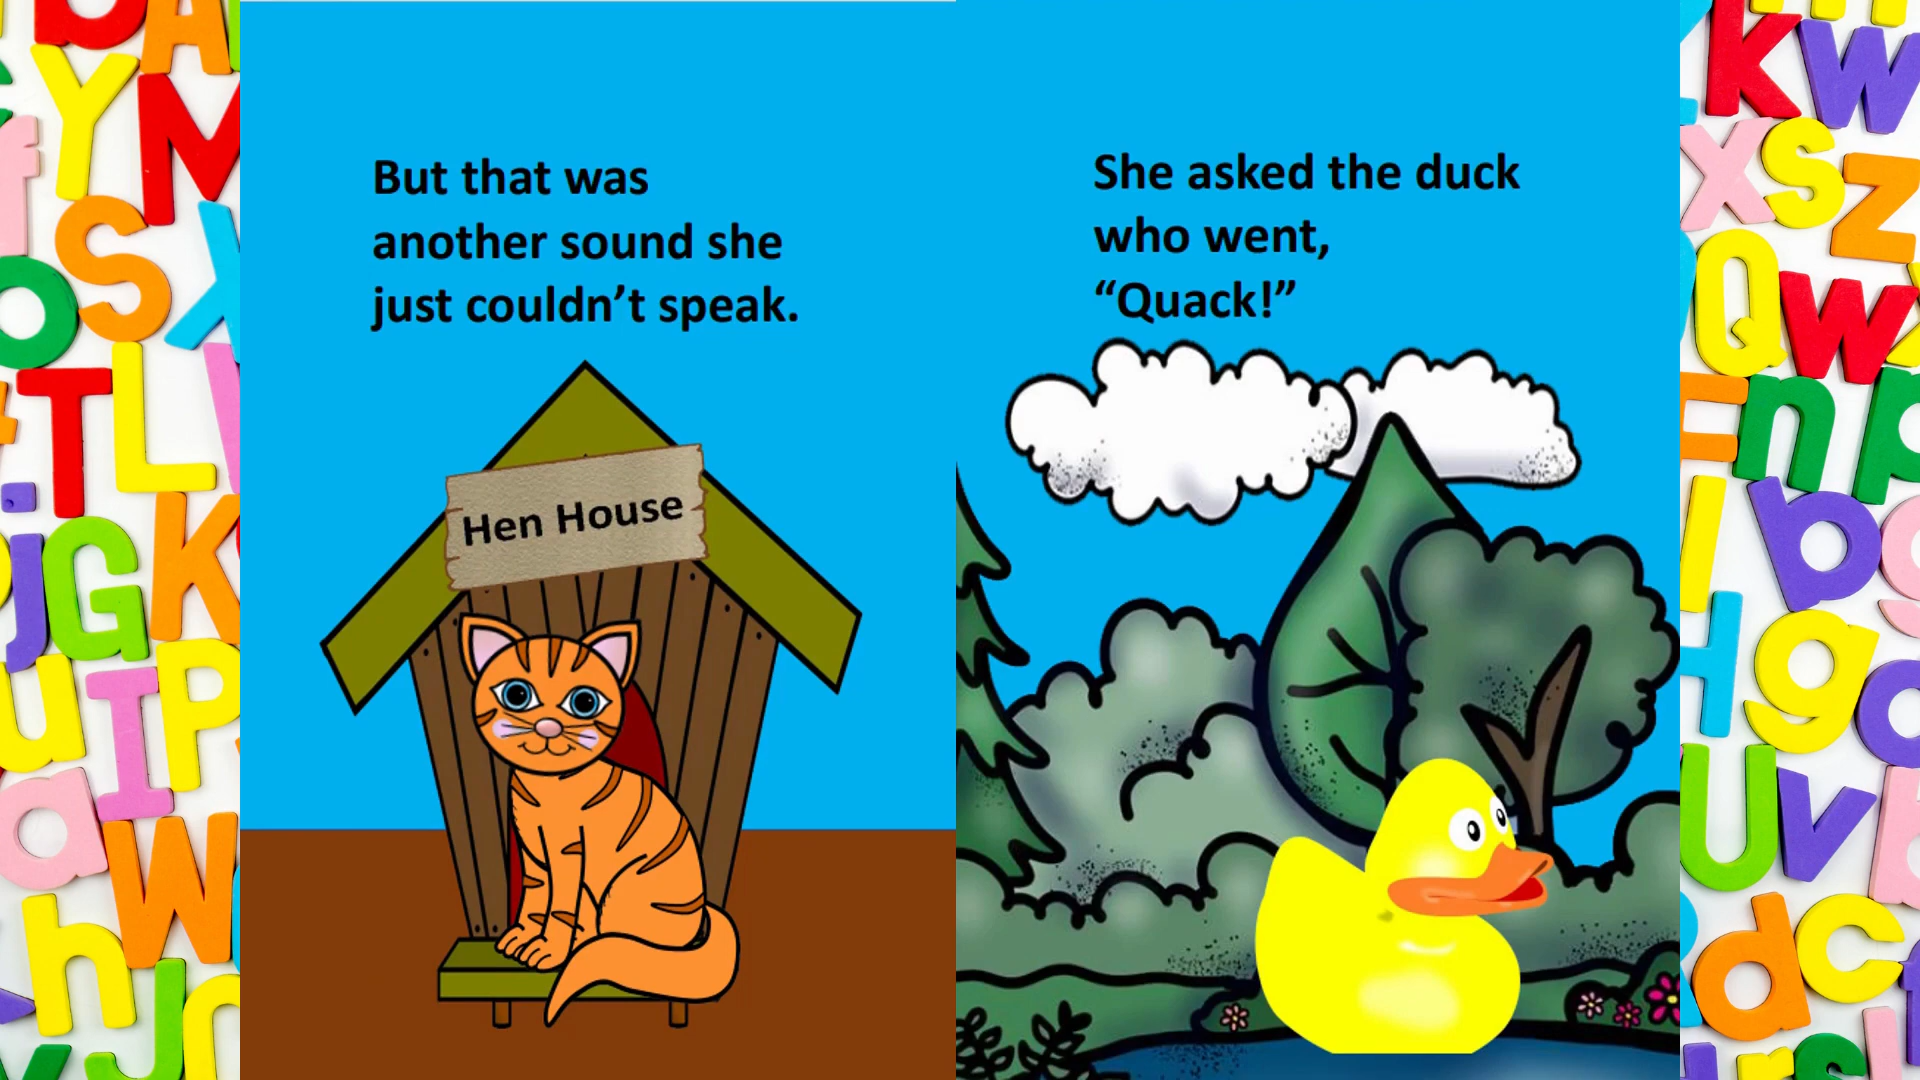 But that was
another sound she
just couldn’t speak.
Hen House
She asked the duck
who went,
“Quack!”